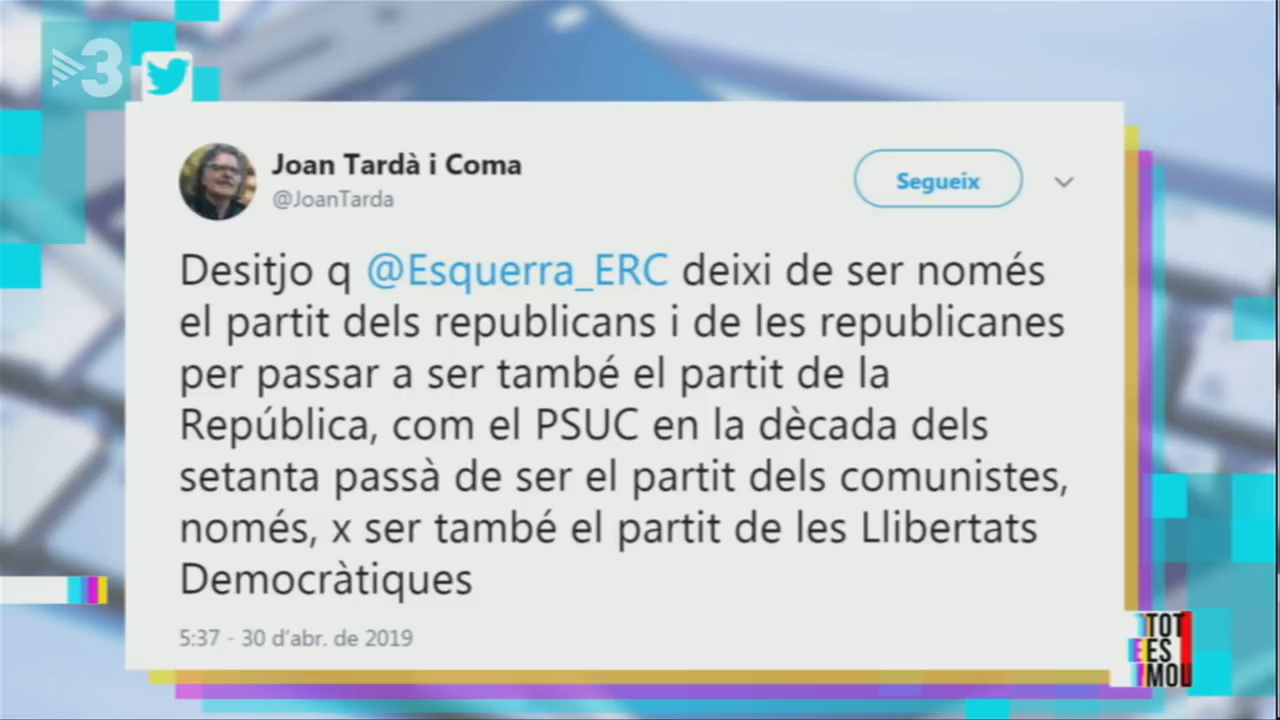 3
Joan Tardà i Coma
@JoanTarda
Segueix
Desitjo q @Esquerra_ERC deixi de ser només
el partit dels republicans i de les republicanes
per passar a ser també el partit de la
República, com el PSUC en la dècada dels
setanta passà de ser el partit dels comunistes,
només, x ser també el partit de les Llibertats
Democràtiques
5:37 - 30 d'abr. de 2019
TOT
ES
MOU